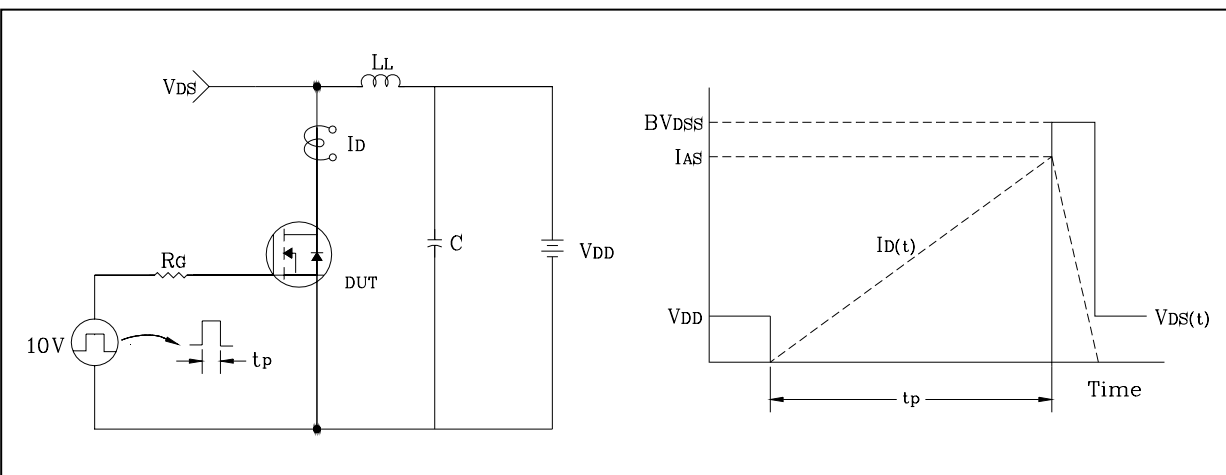 VDS
LL
ID
RG
DUT
C
VDD
10V
tp
BVDSS
IAS
ID(t)
VDD
VDS(t)
Time
tp